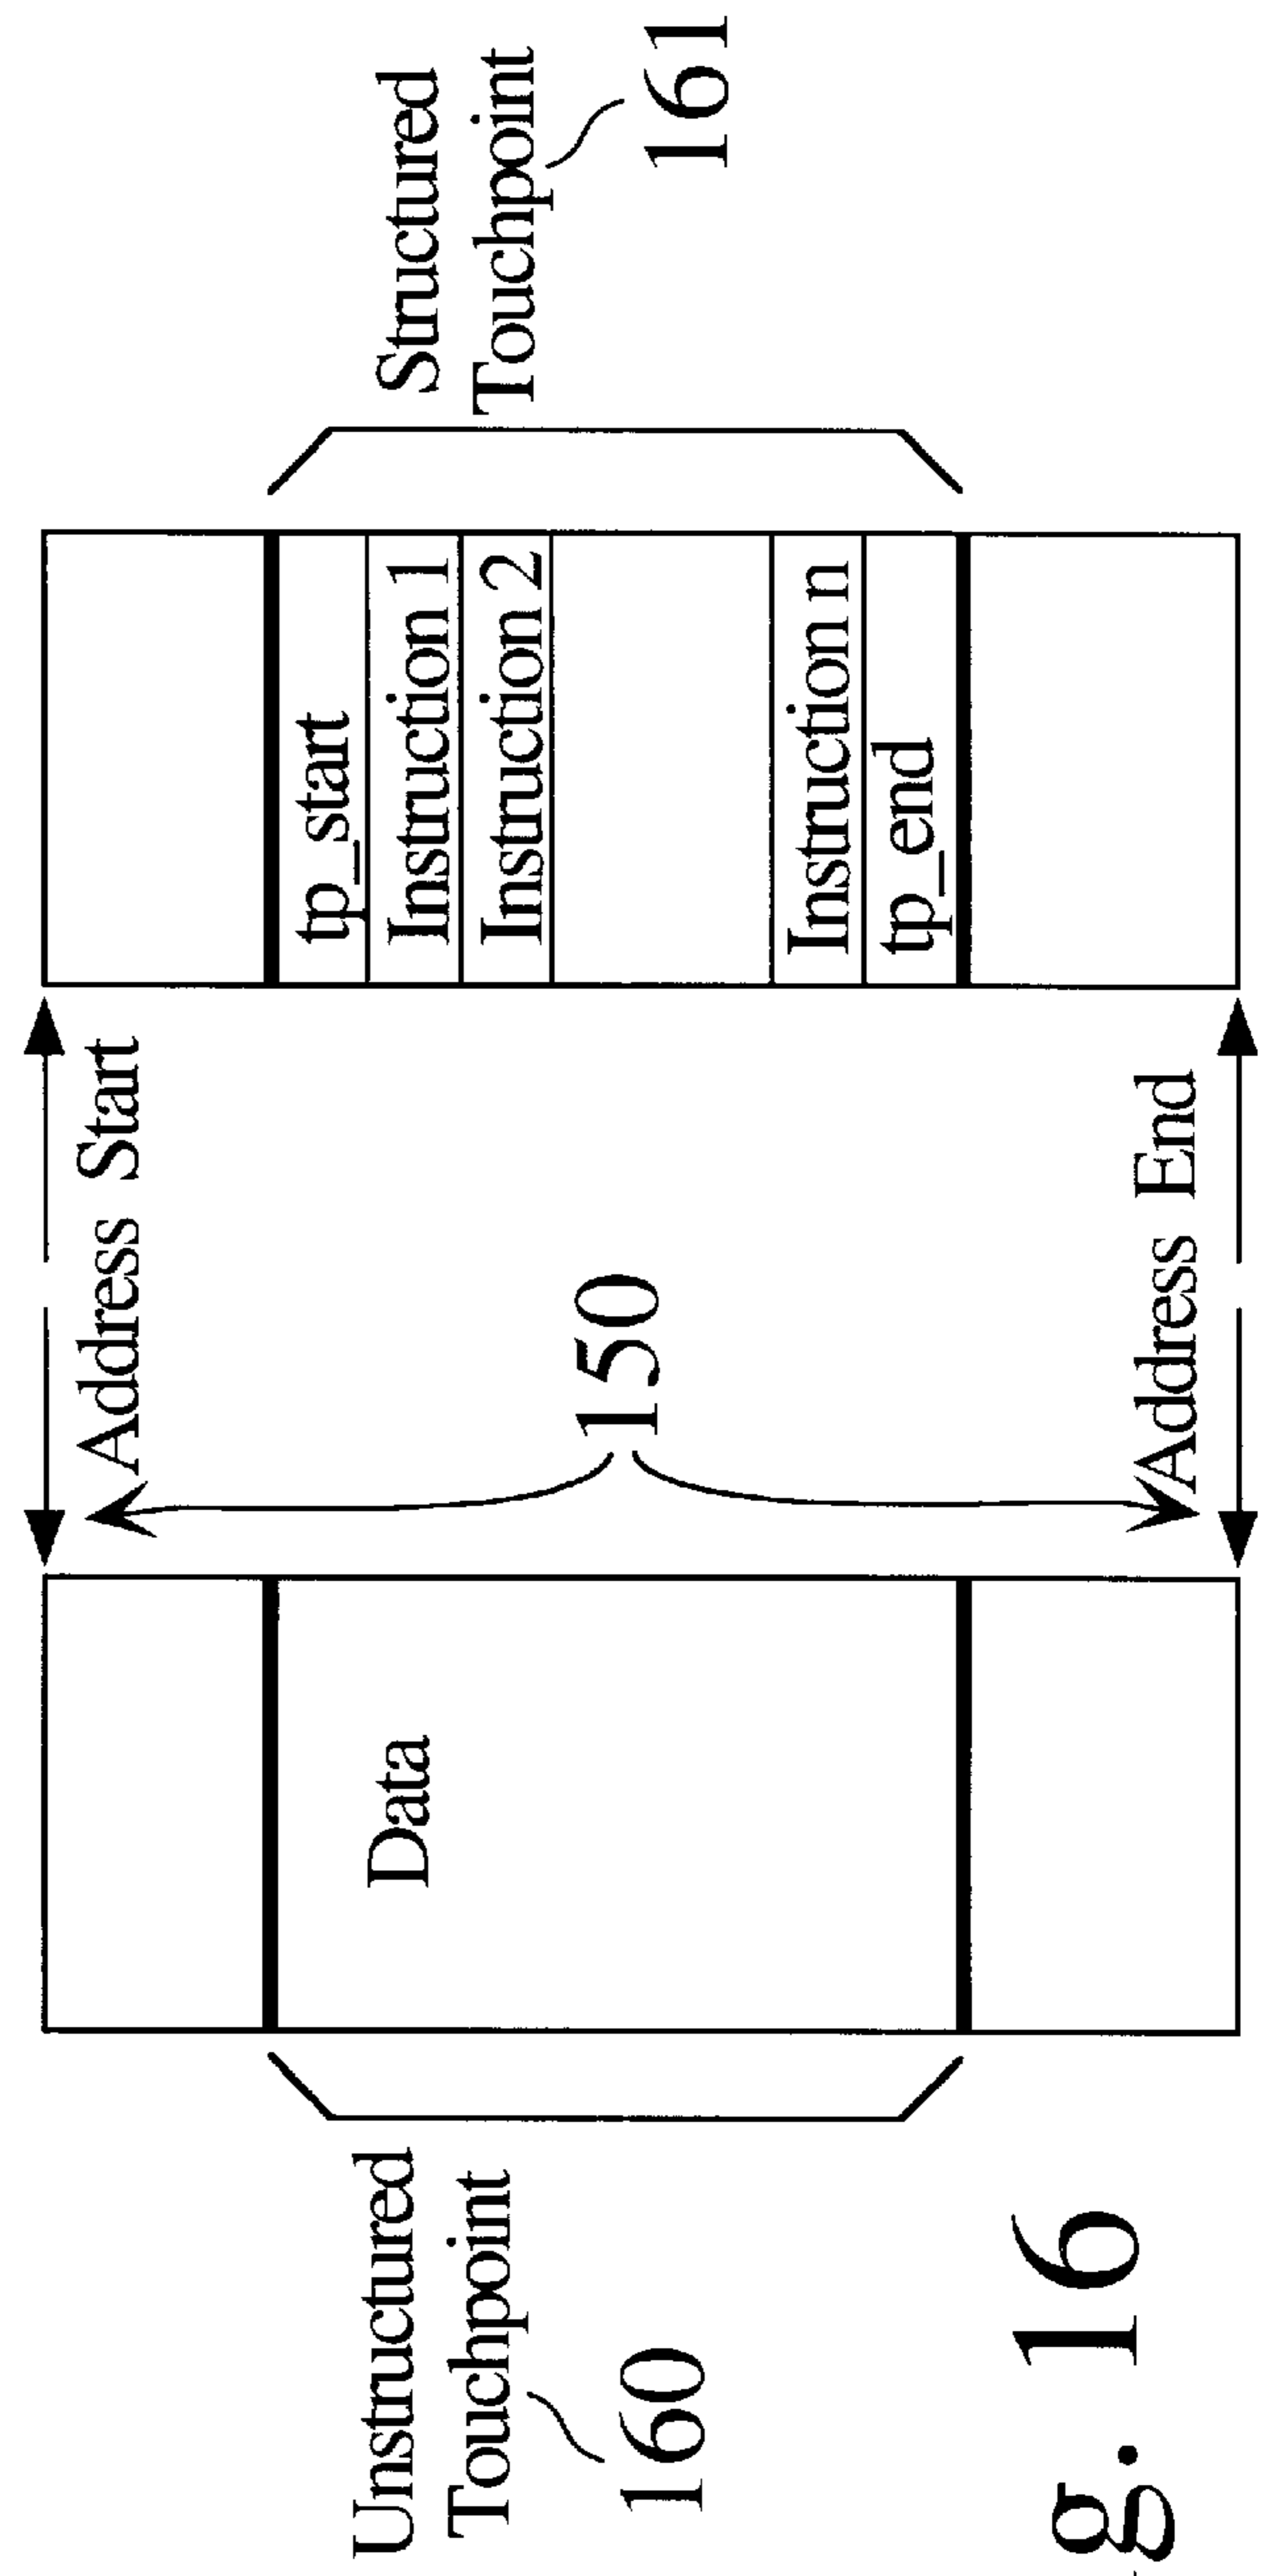 Unstructured
Touchpoint
160
Data
Address Start
150
Address End
tp_start
Instruction 1
Instruction 2
Instruction n
tp_end
Structured
Touchpoint
161
g. 16